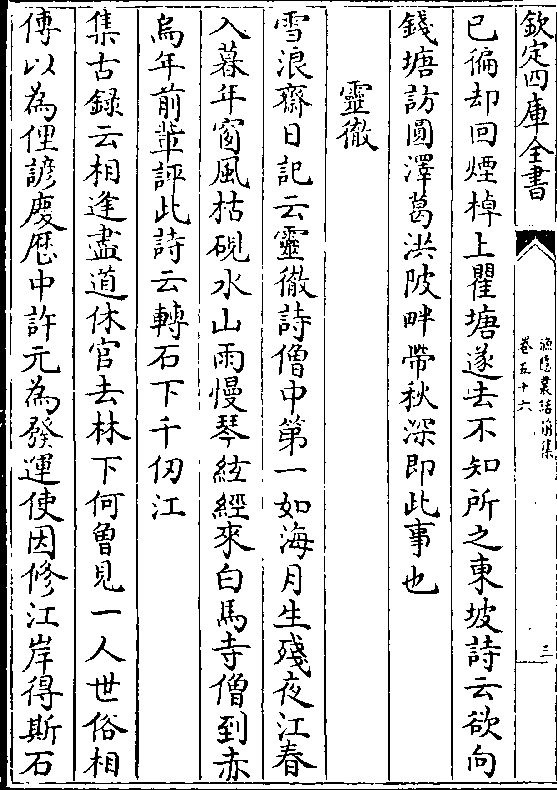 欽定四庫全書
漁隱叢話前集
卷五十六
三
已徧却回煙棹上瞿塘遂去不知所之東坡詩云欲向
錢塘訪圓澤葛洪陂畔帶秋深即此事也
靈徹
雪浪齋日記云靈徹詩僧中第一如海月生殘夜江春
入暮年窗風枯硯水山雨慢琴絃經來白馬寺僧到赤
烏年前輩評此詩云轉石下千仞江
集古録云相逢盡道休官去林下何曾見一人世俗相
傳以為俚諺慶厯中許元為發運使因修江岸得斯石